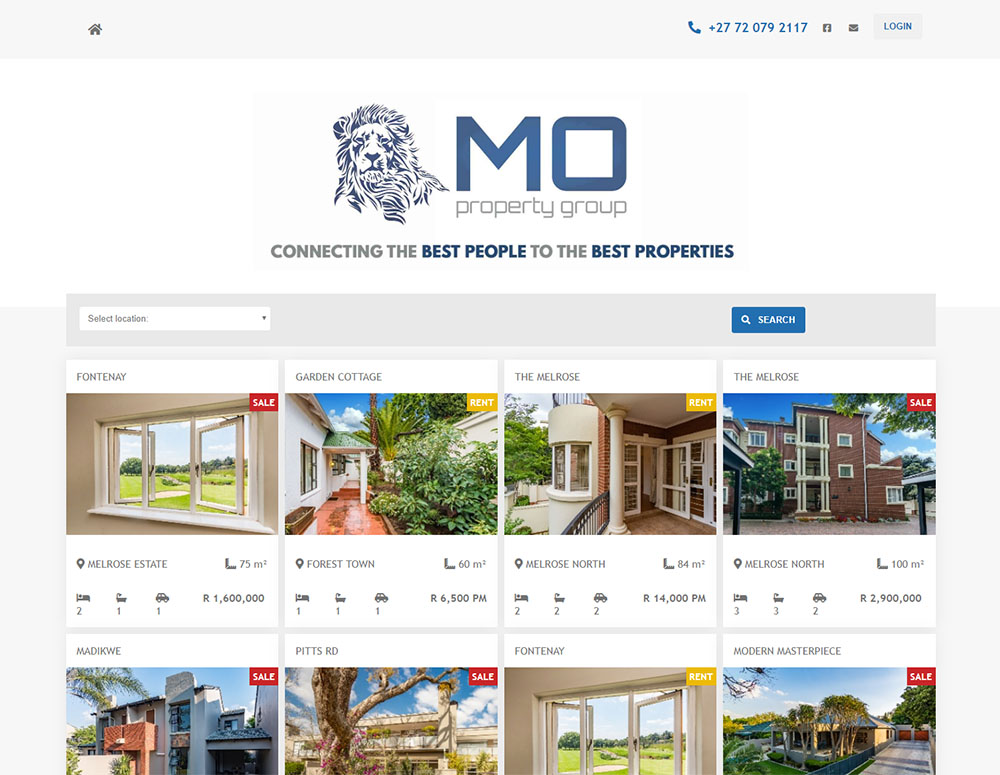 +27 72 079 2117
LOGIN
MO
property group
CONNECTING THE BEST PEOPLE TO THE BEST PROPERTIES
Select location:
SEARCH
FONTENAY
SALE
MELROSE ESTATE
75 m²
2 1 1
R 1,600,000
GARDEN COTTAGE
RENT
FOREST TOWN
60 m²
1 1 1
R 6,500 PM
THE MELROSE
RENT
MELROSE NORTH
84 m²
2 2 2
R 14,000 PM
THE MELROSE
SALE
MELROSE NORTH
100 m²
3 3 2
R 2,900,000
MADIKWE
SALE
PITTS RD
SALE
FONTENAY
RENT
MODERN MASTERPIECE
SALE